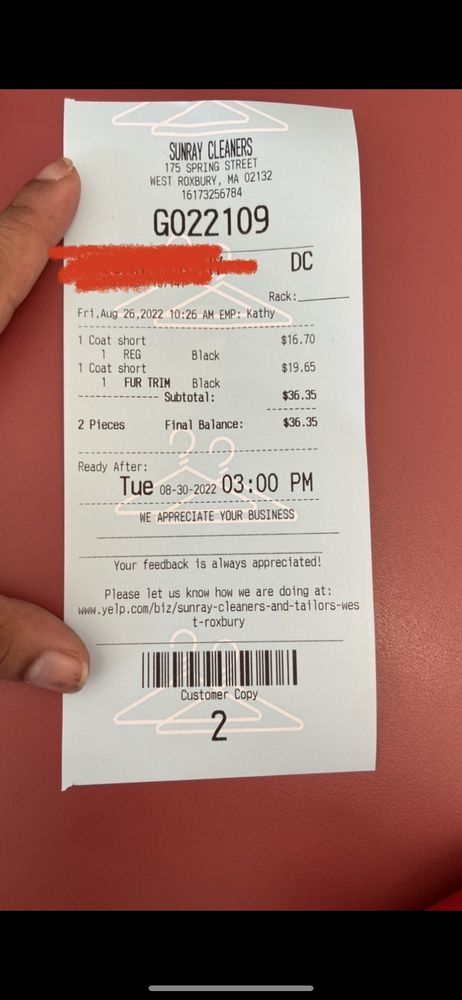 SUNRAY CLEANERS
175 SPRING STREET
WEST ROXBURY, MA 02132
16173256784
GO22109
DC
Rack:
Fri,Aug 26,2022 10:26 AM EMP: Kathy
1 Coat short $16.70
1 REG Black
1 Coat short $19.65
1 FUR TRIM Black
Subtotal: $36.35
2 Pieces Final Balance: $36.35
Ready After:
Tue 08-30-2022 03:00 PM
WE APPRECIATE YOUR BUSINESS
Your feedback is always appreciated!
Please let us know how we are doing at:
www.yelp.com/biz/sunray-cleaners-and-tailors-wes
t-roxbury
Customer Copy
2